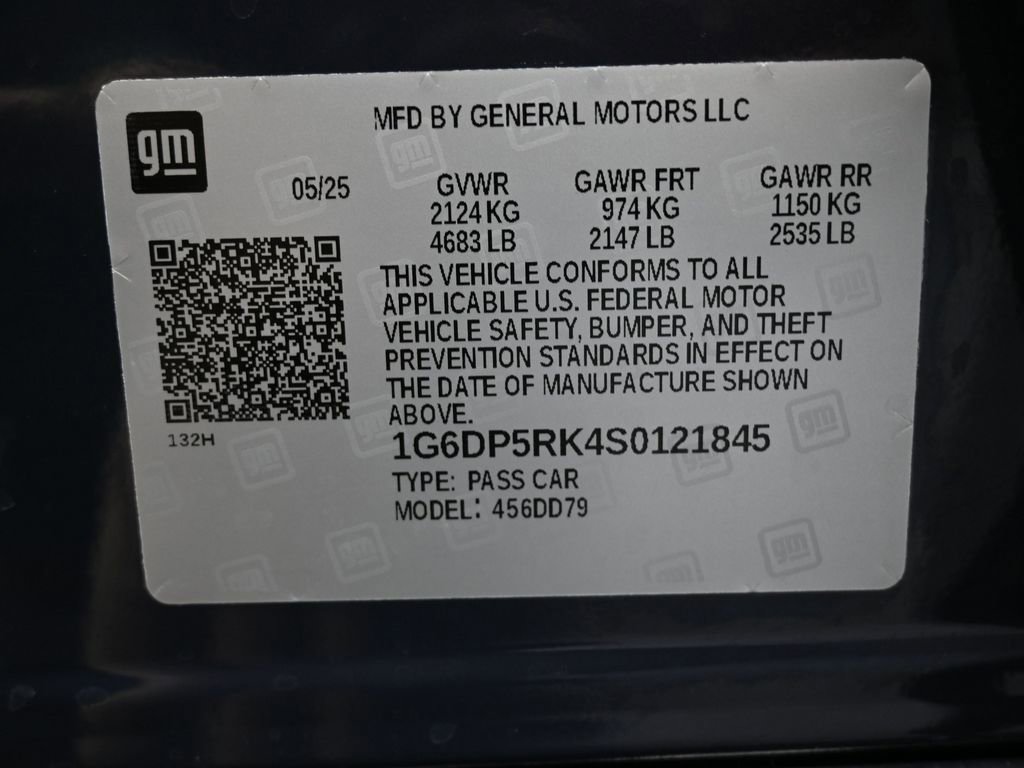 gm
MFD BY GENERAL MOTORS LLC
05/25 GVWR GAWR FRT GAWR RR
2124 KG 974 KG 1150 KG
4683 LB 2147 LB 2535 LB
THIS VEHICLE CONFORMS TO ALL
APPLICABLE U.S. FEDERAL MOTOR
VEHICLE SAFETY, BUMPER, AND THEFT
PREVENTION STANDARDS IN EFFECT ON
THE DATE OF MANUFACTURE SHOWN
ABOVE.
132H
1G6DP5RK4S0121845
TYPE: PASS CAR
MODEL: 456DD79